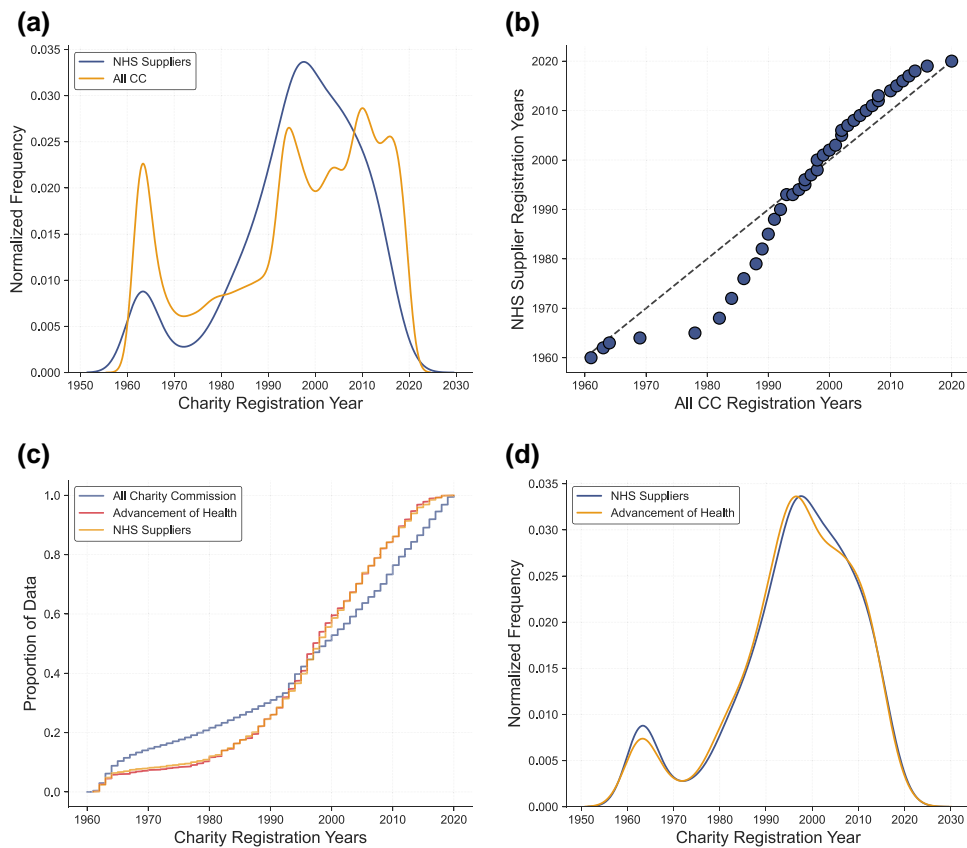 (a)
NHS Suppliers
All CC
0.035
0.030
0.025
0.020
0.015
0.010
0.005
0.000
Normalized Frequency
1950 1960 1970 1980 1990 2000 2010 2020 2030
Charity Registration Year
(b)
2020
2010
2000
1990
1980
1970
1960
NHS Supplier Registration Years
1960 1970 1980 1990 2000 2010 2020
All CC Registration Years
(c)
All Charity Commission
Advancement of Health
NHS Suppliers
1.0
0.8
0.6
0.4
0.2
0.0
Proportion of Data
1960 1970 1980 1990 2000 2010 2020
Charity Registration Years
(d)
NHS Suppliers
Advancement of Health
0.035
0.030
0.025
0.020
0.015
0.010
0.005
0.000
Normalized Frequency
1950 1960 1970 1980 1990 2000 2010 2020 2030
Charity Registration Year